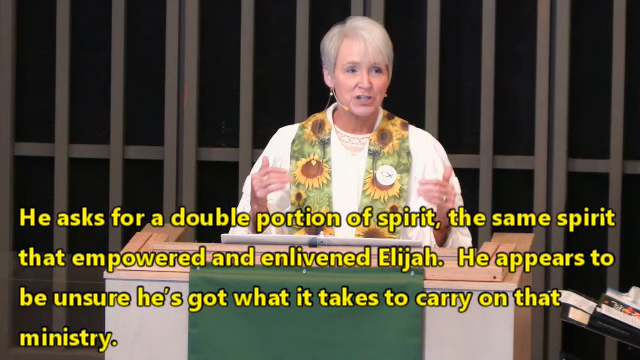 He asks for a double portion of spirit, the same spirit
that empowered and enlivened Elijah.  He appears to
be unsure he's got what it takes to carry on that
ministry.